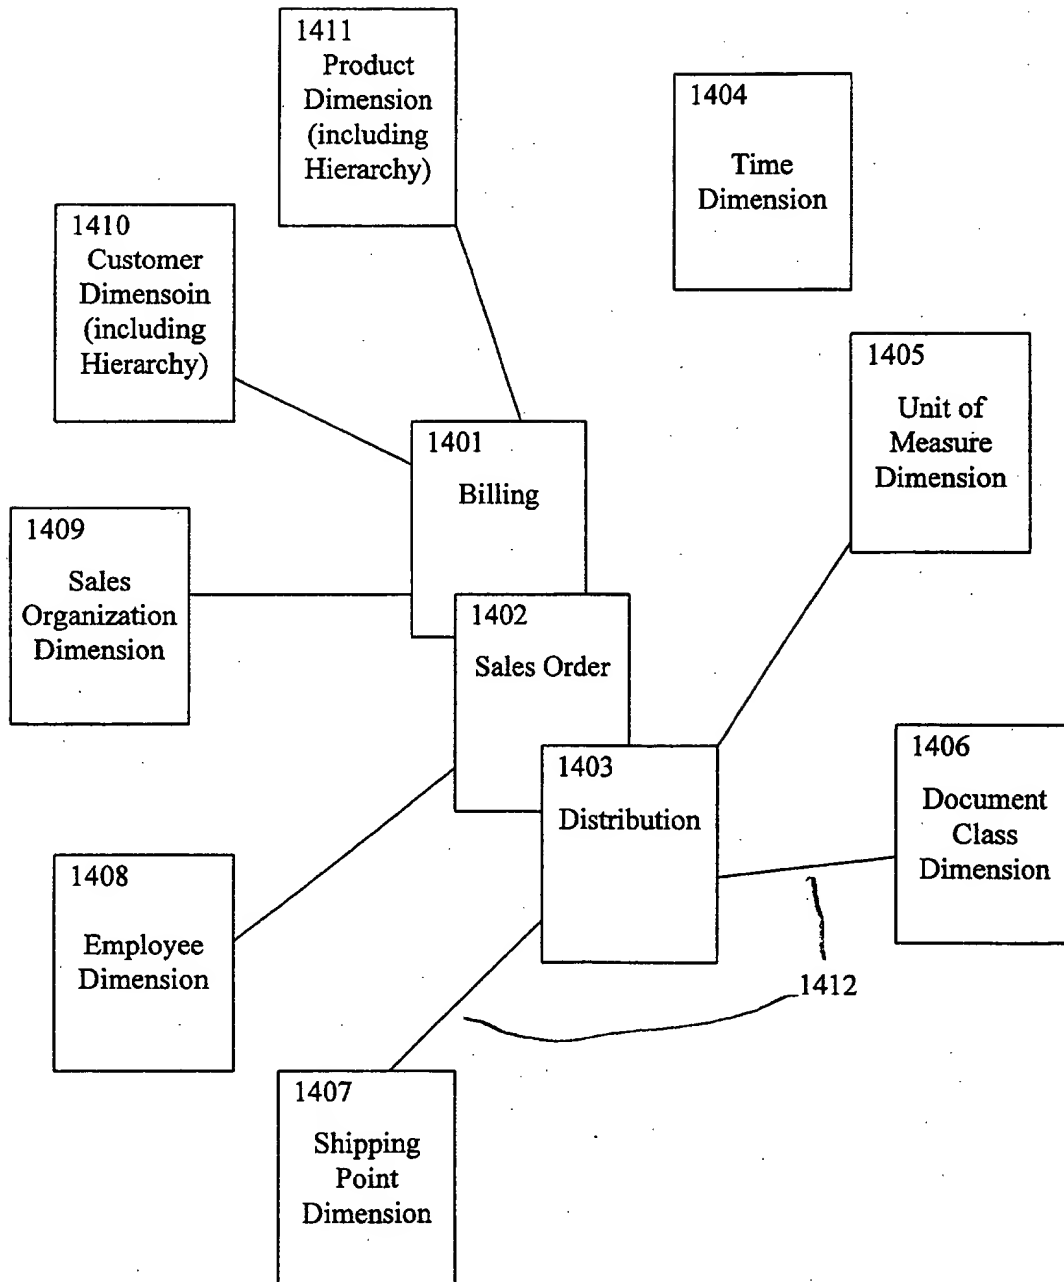 1411
Product
Dimension
(including
Hierarchy)
1404
Time
Dimension
1410
Customer
Dimensoin
(including
Hierarchy)
1405
Unit of
Measure
Dimension
1401
Billing
1409
Sales
Organization
Dimension
1402
Sales Order
1403
Distribution
1406
Document
Class
Dimension
1408
Employee
Dimension
1412
1407
Shipping
Point
Dimension